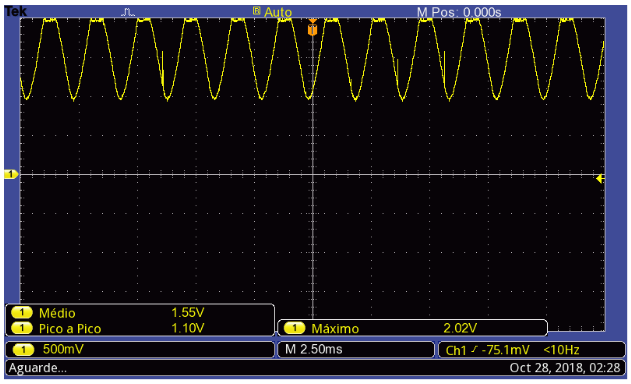 Tek
R Auto
M Pos: 0.000s
T
1
1 Médio 1.55V
1 Pico a Pico 1.10V
1 Máximo 2.02V
1 500mV
M 2.50ms
Ch1 -75.1mV <10Hz
Aguarde...
Oct 28, 2018, 02:28